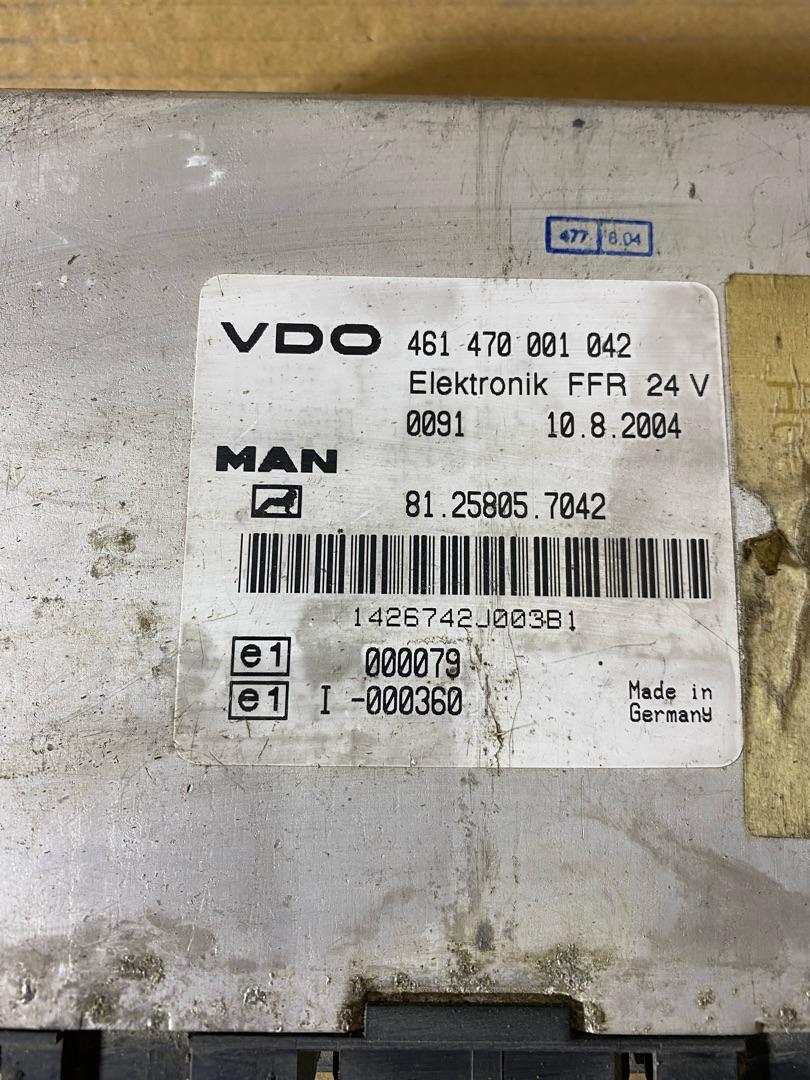 477 8.04
VDO 461 470 001 042
Elektronik FFR 24 V
0091 10.8.2004
MAN
81.25805.7042
1426742J003B1
e1 000079
e1 I -000360
Made in
Germany